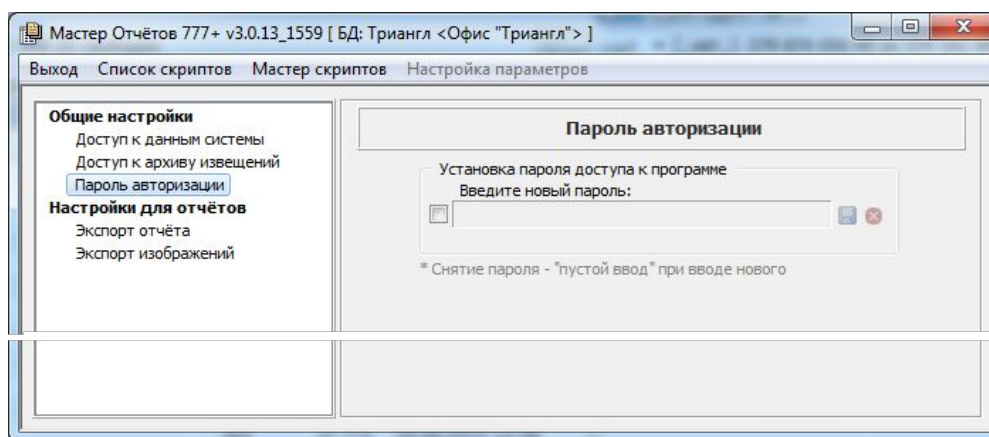 Мастер Отчётов 777+ v3.0.13_1559 [ БД: Триангл <Офис "Триангл"> ]
Выход Список скриптов Мастер скриптов Настройка параметров
Общие настройки
Доступ к данным системы
Доступ к архиву извещений
Пароль авторизации
Настройки для отчётов
Экспорт отчёта
Экспорт изображений
Пароль авторизации
Установка пароля доступа к программе
Введите новый пароль:
* Снятие пароля - "пустой ввод" при вводе нового